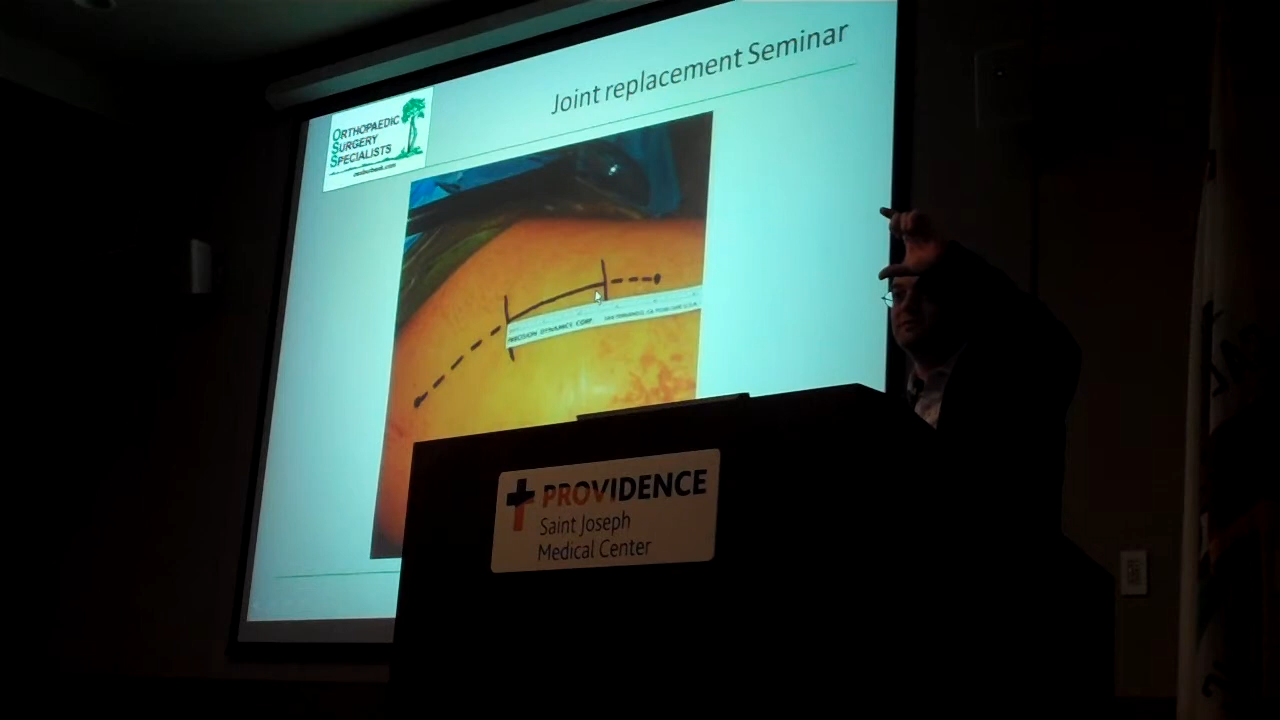 Joint replacement Seminar
ORTHOPAEDIC
SURGERY
SPECIALISTS
PRECISION DYNAMICS CORP.
PROVIDENCE
Saint Joseph
Medical Center